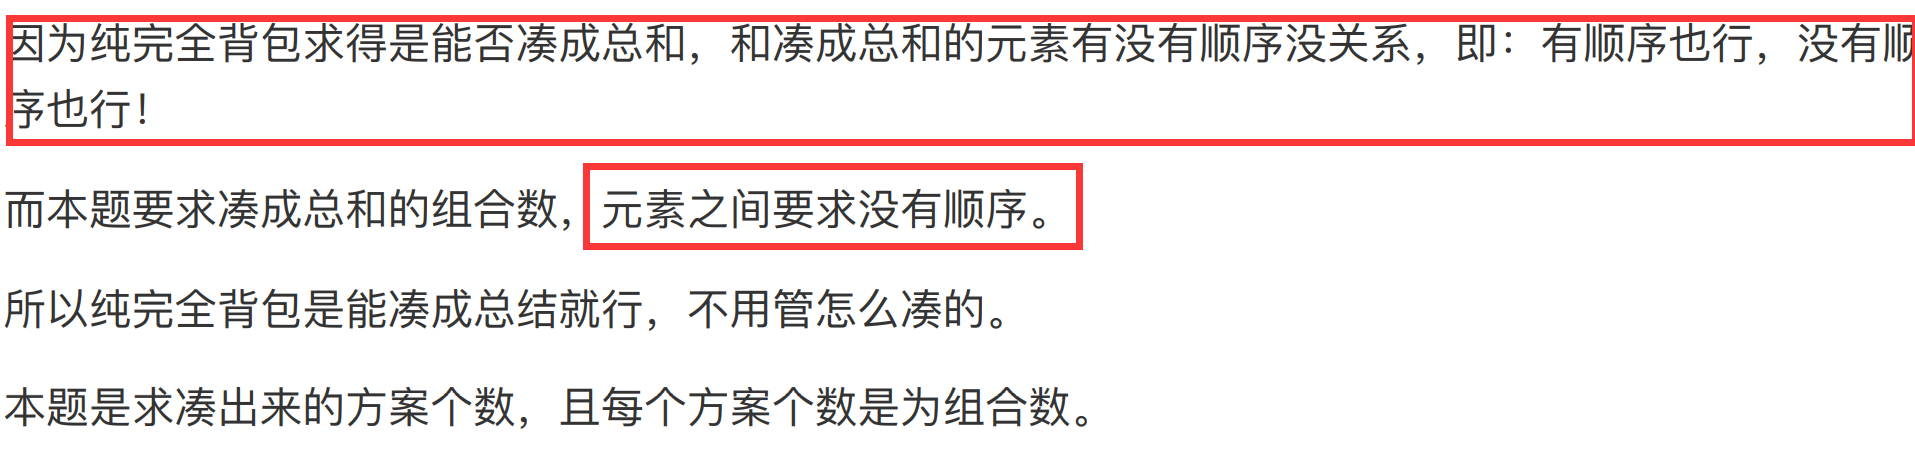 因为纯完全背包求得是能否凑成总和，和凑成总和的元素有没有顺序没关系，即：有顺序也行，没有顺
序也行！
而本题要求凑成总和的组合数，元素之间要求没有顺序。
所以纯完全背包是能凑成总结就行，不用管怎么凑的。
本题是求凑出来的方案个数，且每个方案个数是为组合数。